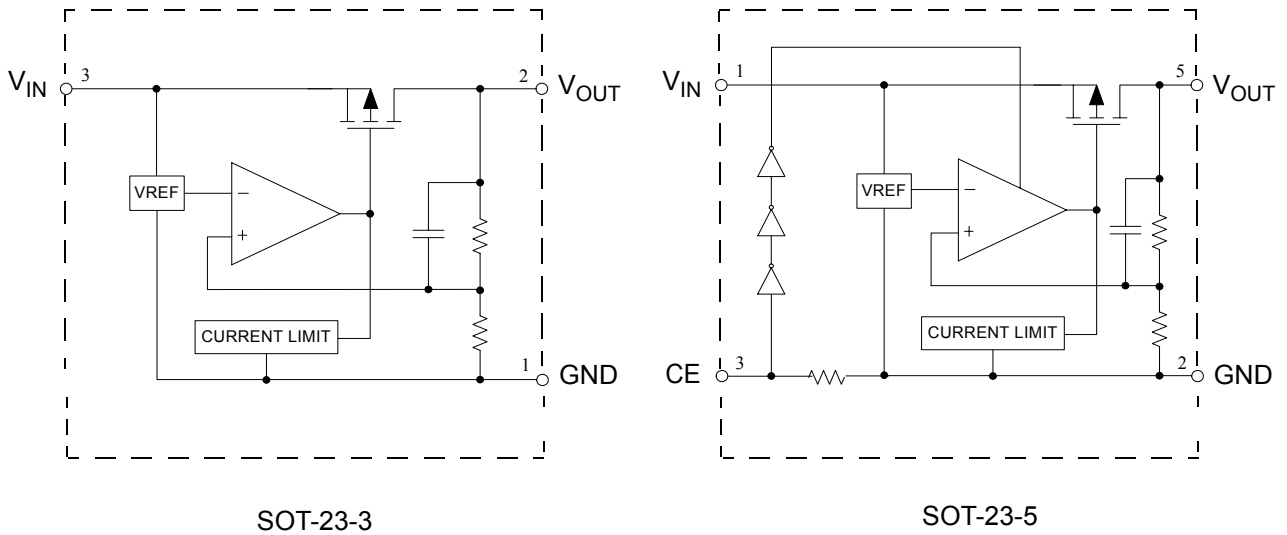 V_IN 3
2 V_OUT
VREF
−
+
CURRENT LIMIT
1 GND
SOT-23-3
V_IN 1
5 V_OUT
VREF
−
+
CURRENT LIMIT
CE 3
2 GND
SOT-23-5